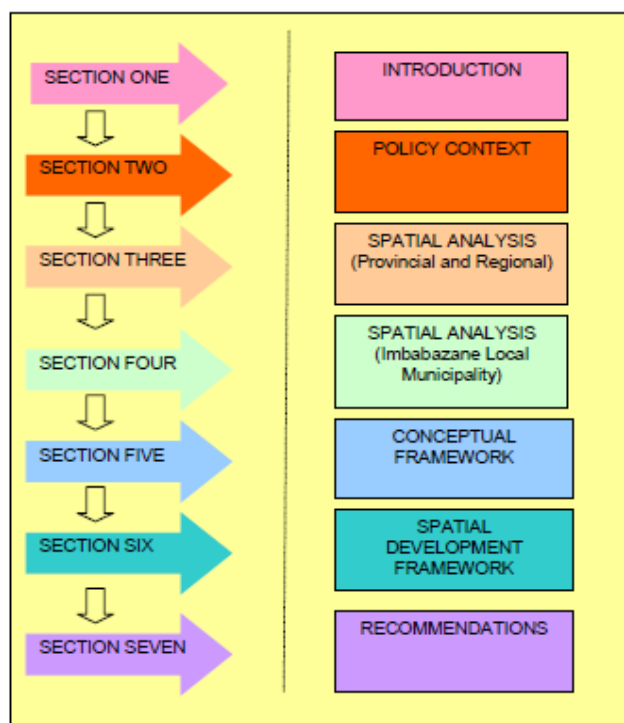 SECTION ONE
INTRODUCTION
SECTION TWO
POLICY CONTEXT
SECTION THREE
SPATIAL ANALYSIS
(Provincial and Regional)
SECTION FOUR
SPATIAL ANALYSIS
(Imbabazane Local
Municipality)
SECTION FIVE
CONCEPTUAL
FRAMEWORK
SECTION SIX
SPATIAL
DEVELOPMENT
FRAMEWORK
SECTION SEVEN
RECOMMENDATIONS